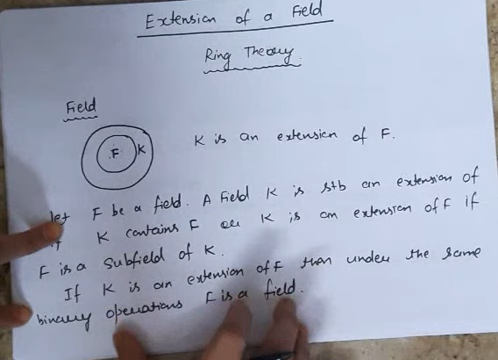 Extension of a Field
Ring Theory.
Field
F K
K is an extension of F.
let F be a field. A field K is s+b an extension of
if K contains F or K is an extension of F if
F is a subfield of K.
If K is an extension of F then under the same
binary operations F is a field.